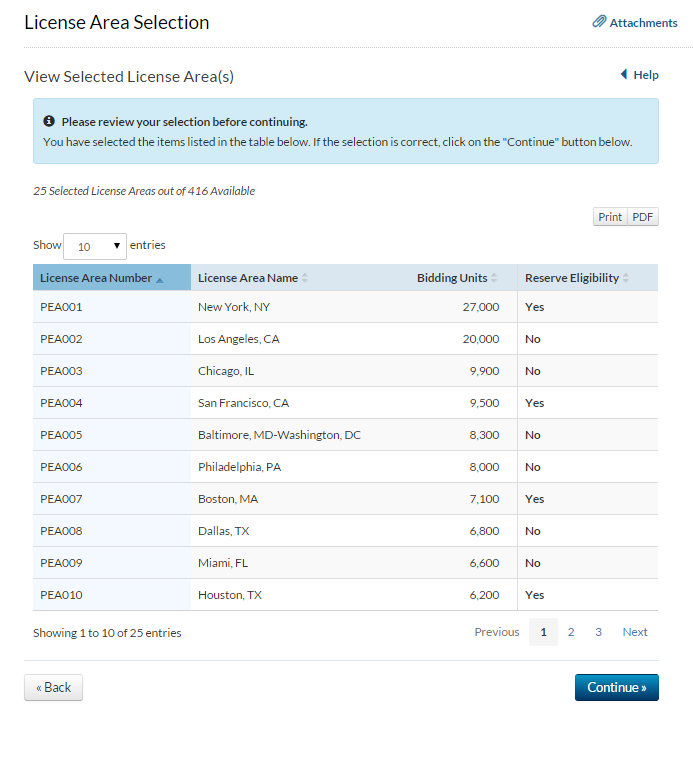 License Area Selection
Attachments
View Selected License Area(s)
Help
Please review your selection before continuing.
You have selected the items listed in the table below. If the selection is correct, click on the "Continue" button below.
25 Selected License Areas out of 416 Available
Print PDF
Show 10 entries
License Area Number License Area Name Bidding Units Reserve Eligibility
PEA001 New York, NY 27,000 Yes
PEA002 Los Angeles, CA 20,000 No
PEA003 Chicago, IL 9,900 No
PEA004 San Francisco, CA 9,500 Yes
PEA005 Baltimore, MD-Washington, DC 8,300 No
PEA006 Philadelphia, PA 8,000 No
PEA007 Boston, MA 7,100 Yes
PEA008 Dallas, TX 6,800 No
PEA009 Miami, FL 6,600 No
PEA010 Houston, TX 6,200 Yes
Showing 1 to 10 of 25 entries Previous 1 2 3 Next
« Back Continue »